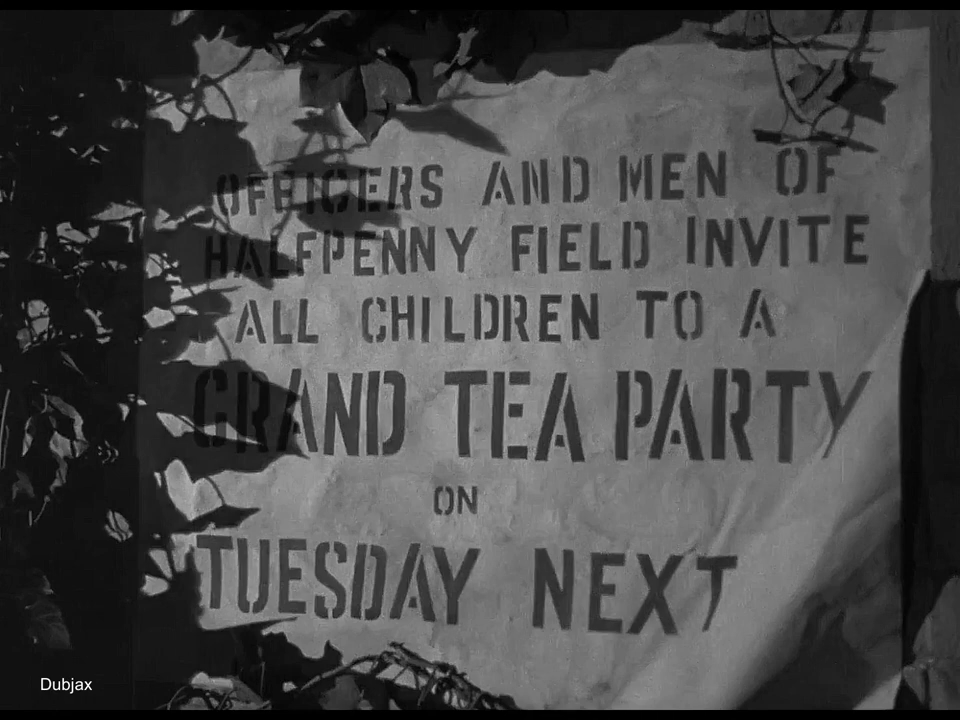 OFFICERS AND MEN OF
HALFPENNY FIELD INVITE
ALL CHILDREN TO A
GRAND TEA PARTY
ON
TUESDAY NEXT
Dubjax